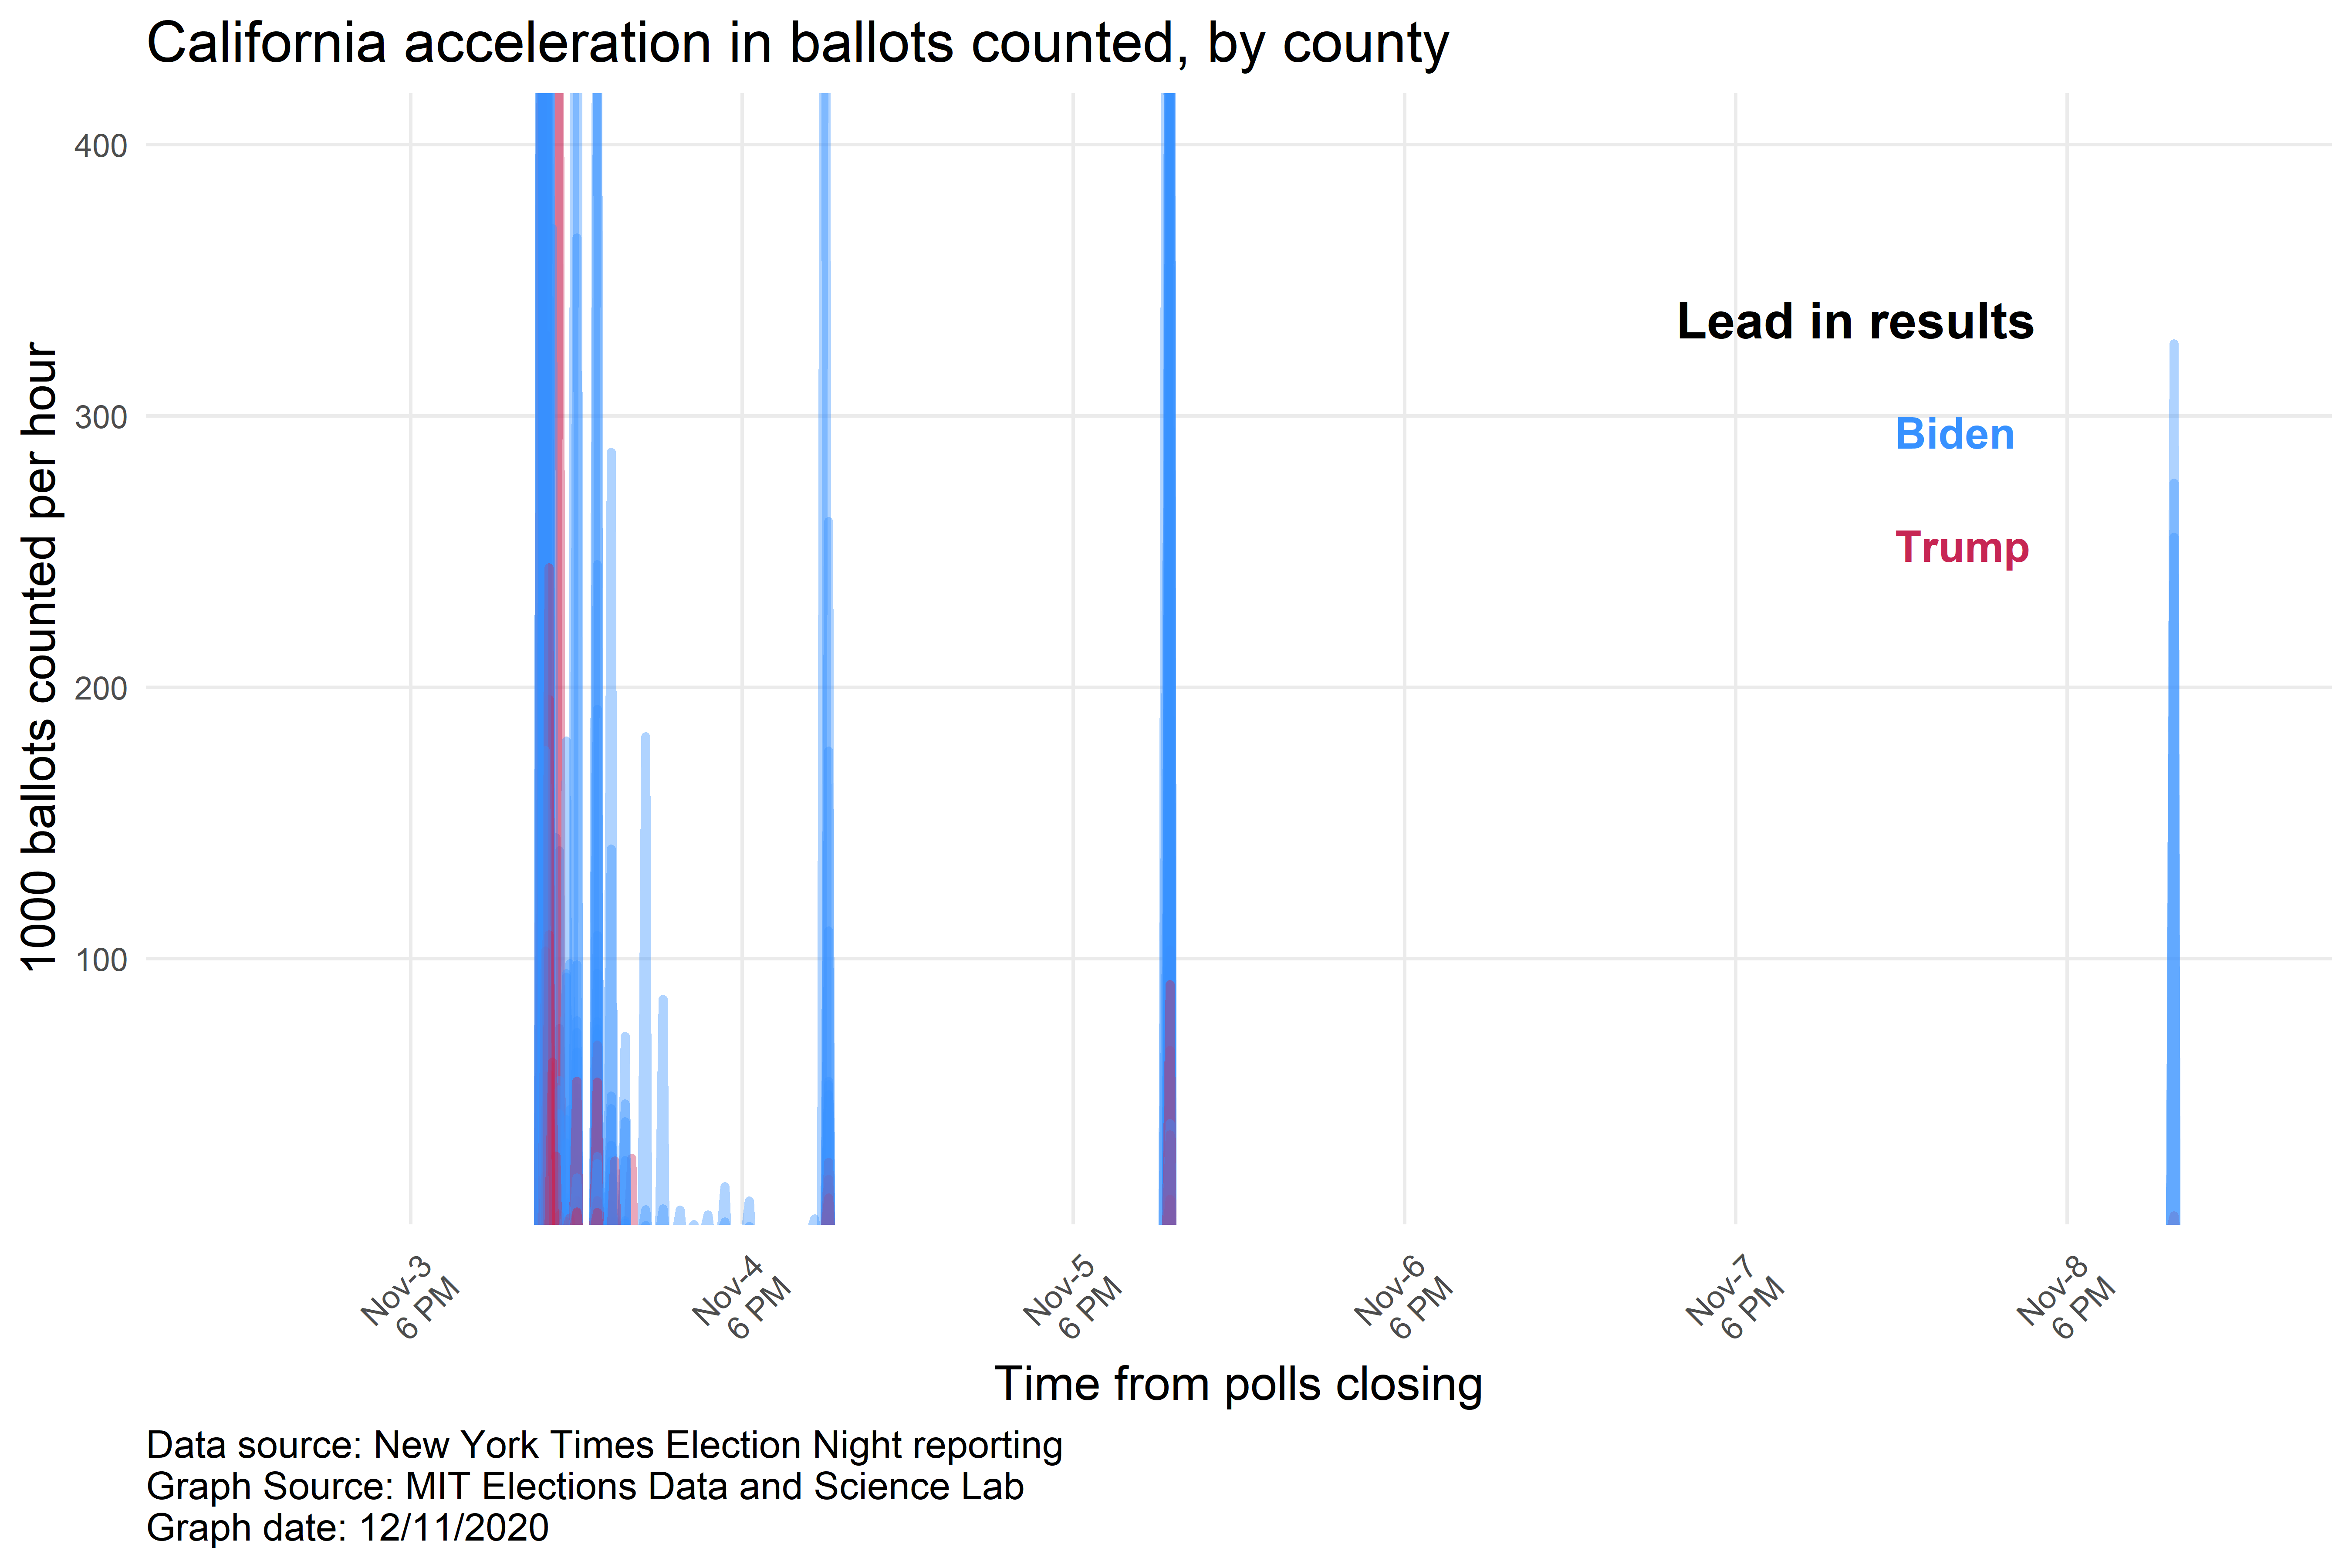 California acceleration in ballots counted, by county
1000 ballots counted per hour
400
300
200
100
Lead in results
Biden
Trump
Nov-3
6 PM
Nov-4
6 PM
Nov-5
6 PM
Nov-6
6 PM
Nov-7
6 PM
Nov-8
6 PM
Time from polls closing
Data source: New York Times Election Night reporting
Graph Source: MIT Elections Data and Science Lab
Graph date: 12/11/2020